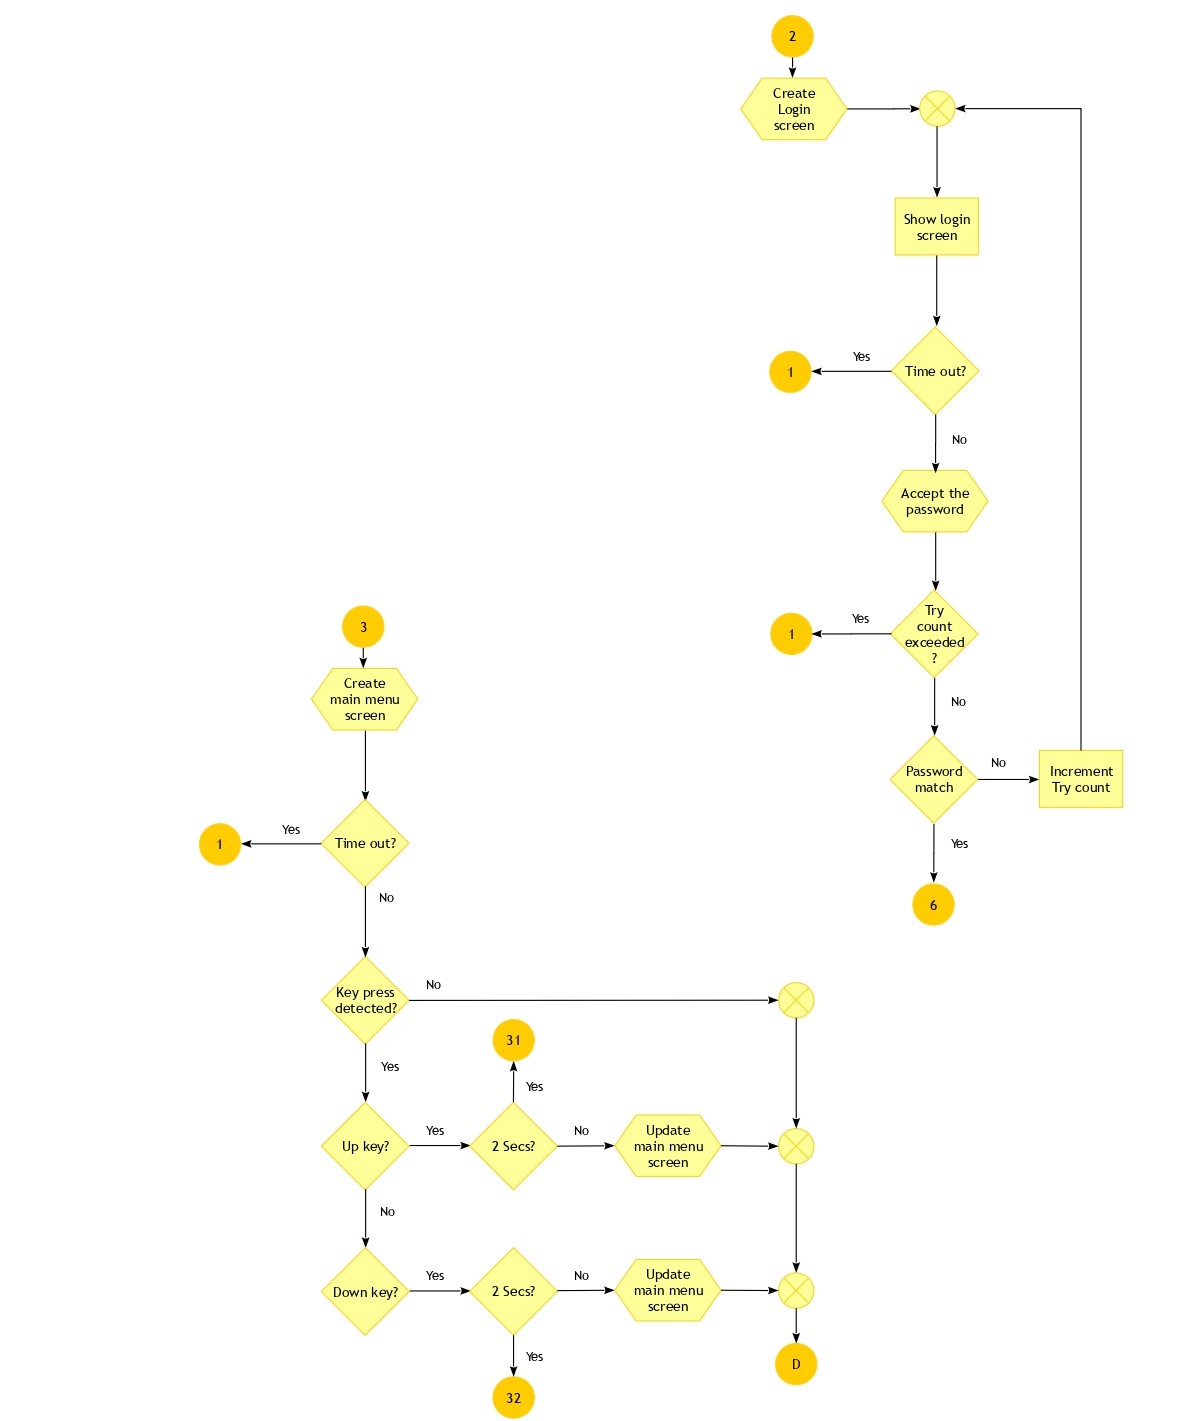 2
Create
Login
screen
Show login
screen
Yes
1
Time out?
No
Accept the
password
Yes
1
Try
count
exceeded
?
No
Password
match
No
Increment
Try count
Yes
6
3
Create
main menu
screen
Yes
1
Time out?
No
Key press
detected?
No
Yes
31
Yes
Up key?
Yes
2 Secs?
No
Update
main menu
screen
No
Down key?
Yes
2 Secs?
No
Update
main menu
screen
Yes
32
D